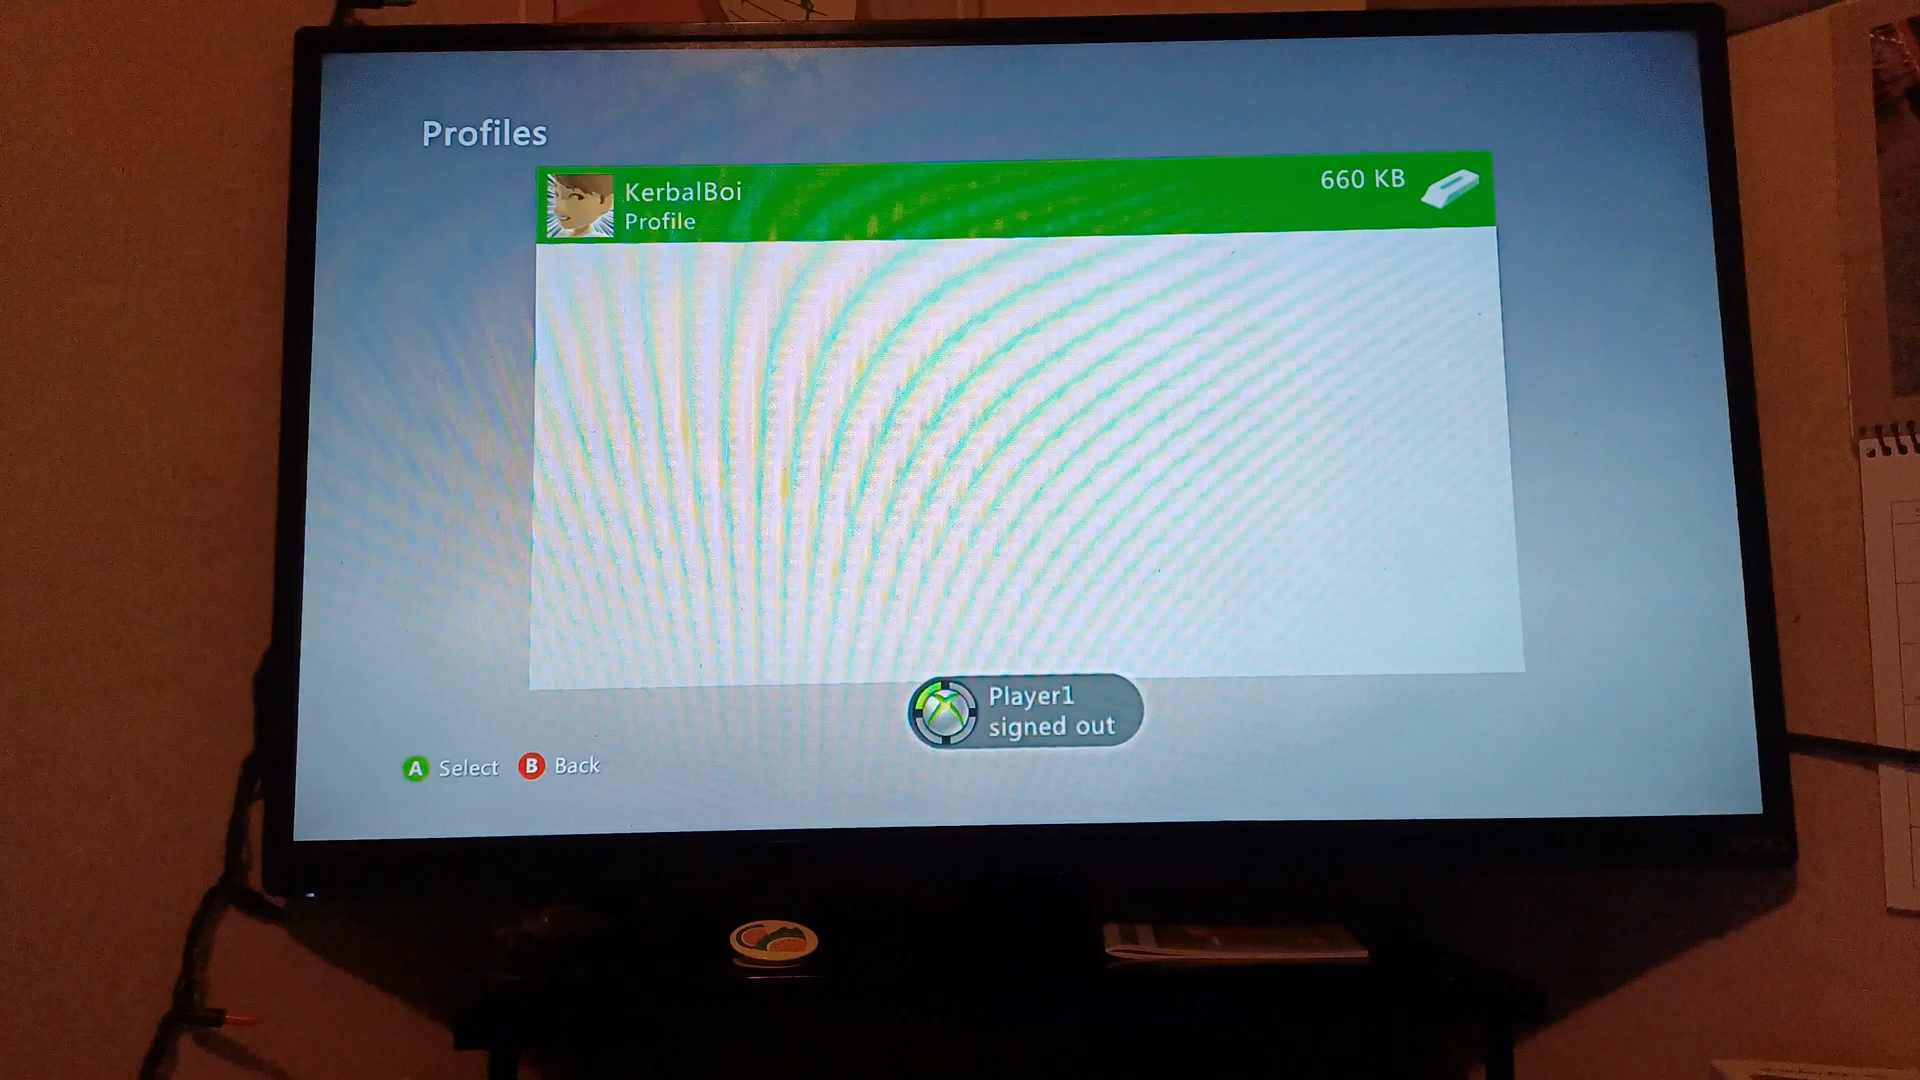 Profiles
KerbalBoi
Profile
660 KB
Player1
signed out
A Select B Back